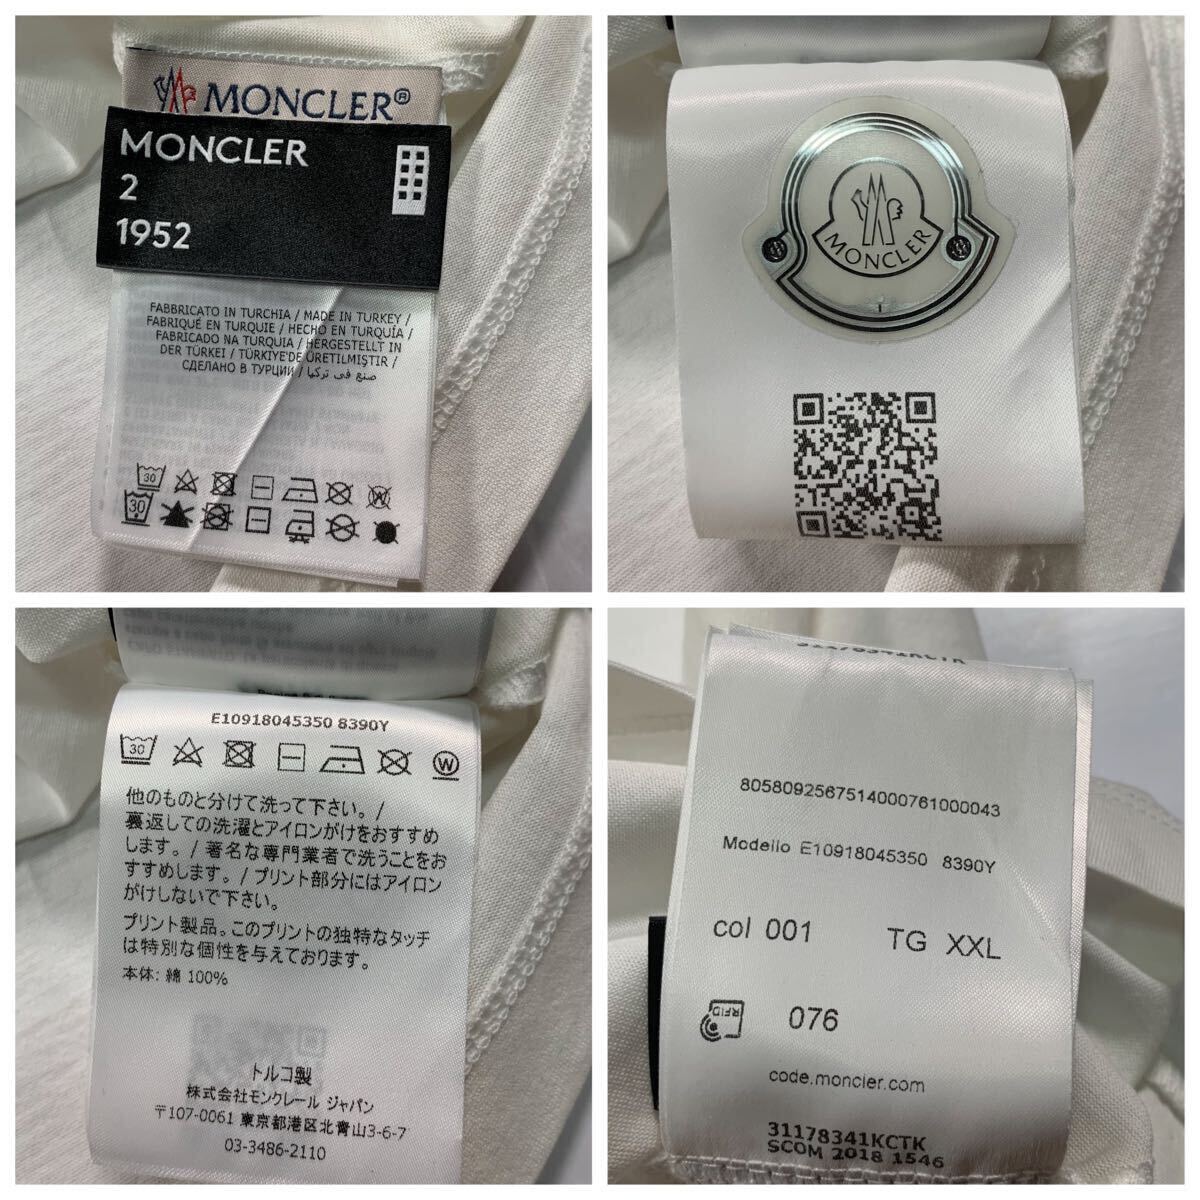 MONCLER®
MONCLER
2
1952
FABBRICATO IN TURCHIA / MADE IN TURKEY /
FABRIQUÉ EN TURQUIE / HECHO EN TURQUÍA /
FABRICADO NA TURQUIA / HERGESTELLT IN
DER TÜRKEI / TÜRKİYE'DE ÜRETİLMİŞTİR /
СДЕЛАНО В ТУРЦИИ / صنع في تركيا
30
30
MONCLER
E10918045350 8390Y
30
W
他のものと分けて洗って下さい。/
裏返しての洗濯とアイロンがけをおすすめ
します。/ 著名な専門業者で洗うことをお
すすめします。/ プリント部分にはアイロン
がけしないで下さい。
プリント製品。このプリントの独特なタッチ
は特別な個性を与えております。
本体: 綿 100%
トルコ製
株式会社モンクレール ジャパン
〒107-0061 東京都港区北青山3-6-7
03-3486-2110
31178341KCTK
8058092567514000761000043
Modello E10918045350 8390Y
col 001 TG XXL
RFID 076
code.moncler.com
31178341KCTK
SCOM 2018 1546